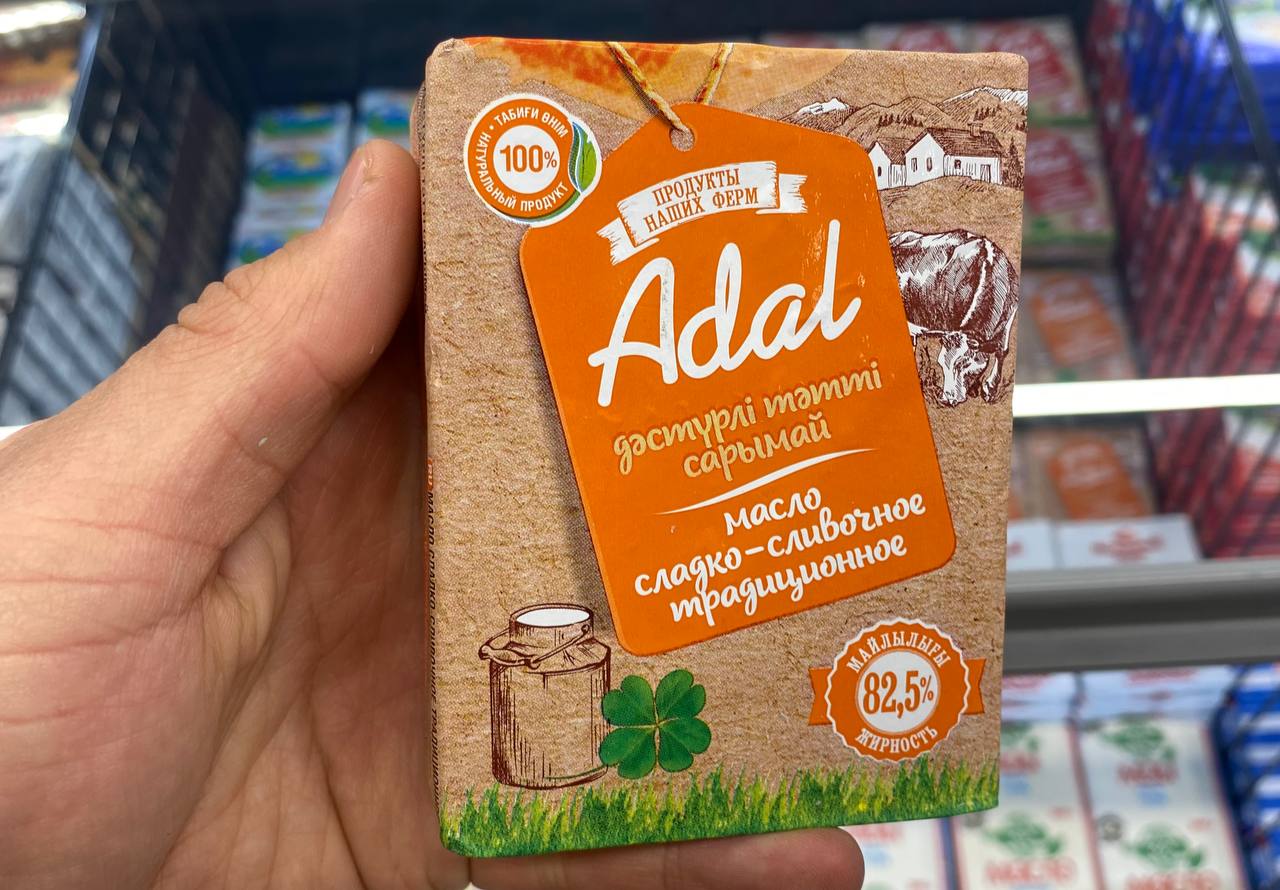 ТАБИҒИ ӨНІМ
100%
НАТУРАЛЬНЫЙ ПРОДУКТ
ПРОДУКТЫ
НАШИХ ФЕРМ
Adal
дәстүрлі тәтті
сарымай
масло
сладко-сливочное
традиционное
МАЙЛЫЛЫҒЫ
82,5%
ЖИРНОСТЬ